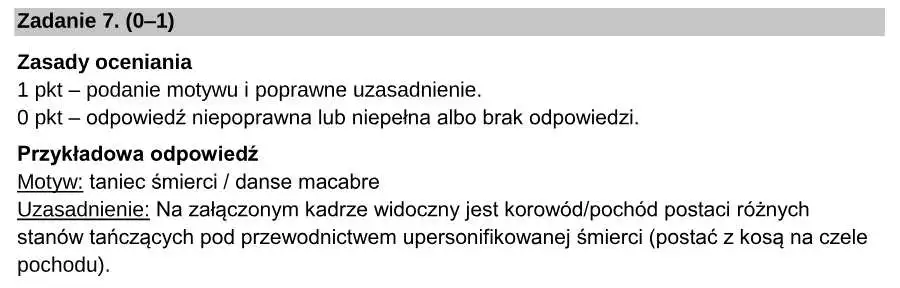 Zadanie 7. (0–1)
Zasady oceniania
1 pkt – podanie motywu i poprawne uzasadnienie.
0 pkt – odpowiedź niepoprawna lub niepełna albo brak odpowiedzi.
Przykładowa odpowiedź
Motyw: taniec śmierci / danse macabre
Uzasadnienie: Na załączonym kadrze widoczny jest korowód/pochód postaci różnych
stanów tańczących pod przewodnictwem upersonifikowanej śmierci (postać z kosą na czele
pochodu).